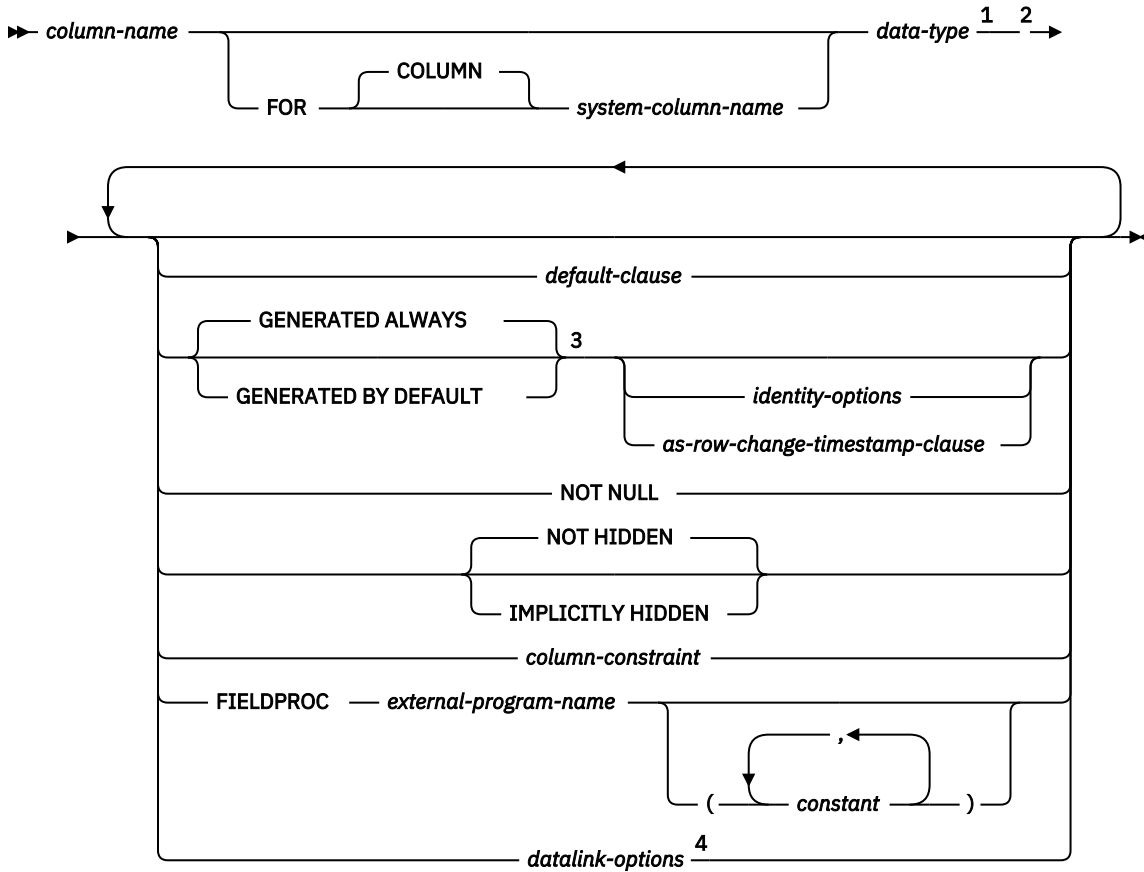 column-name data-type 1 2
COLUMN
FOR system-column-name
default-clause
GENERATED ALWAYS
3
GENERATED BY DEFAULT identity-options
as-row-change-timestamp-clause
NOT NULL
NOT HIDDEN
IMPLICITLY HIDDEN
column-constraint
FIELDPROC external-program-name
,
( constant )
datalink-options 4